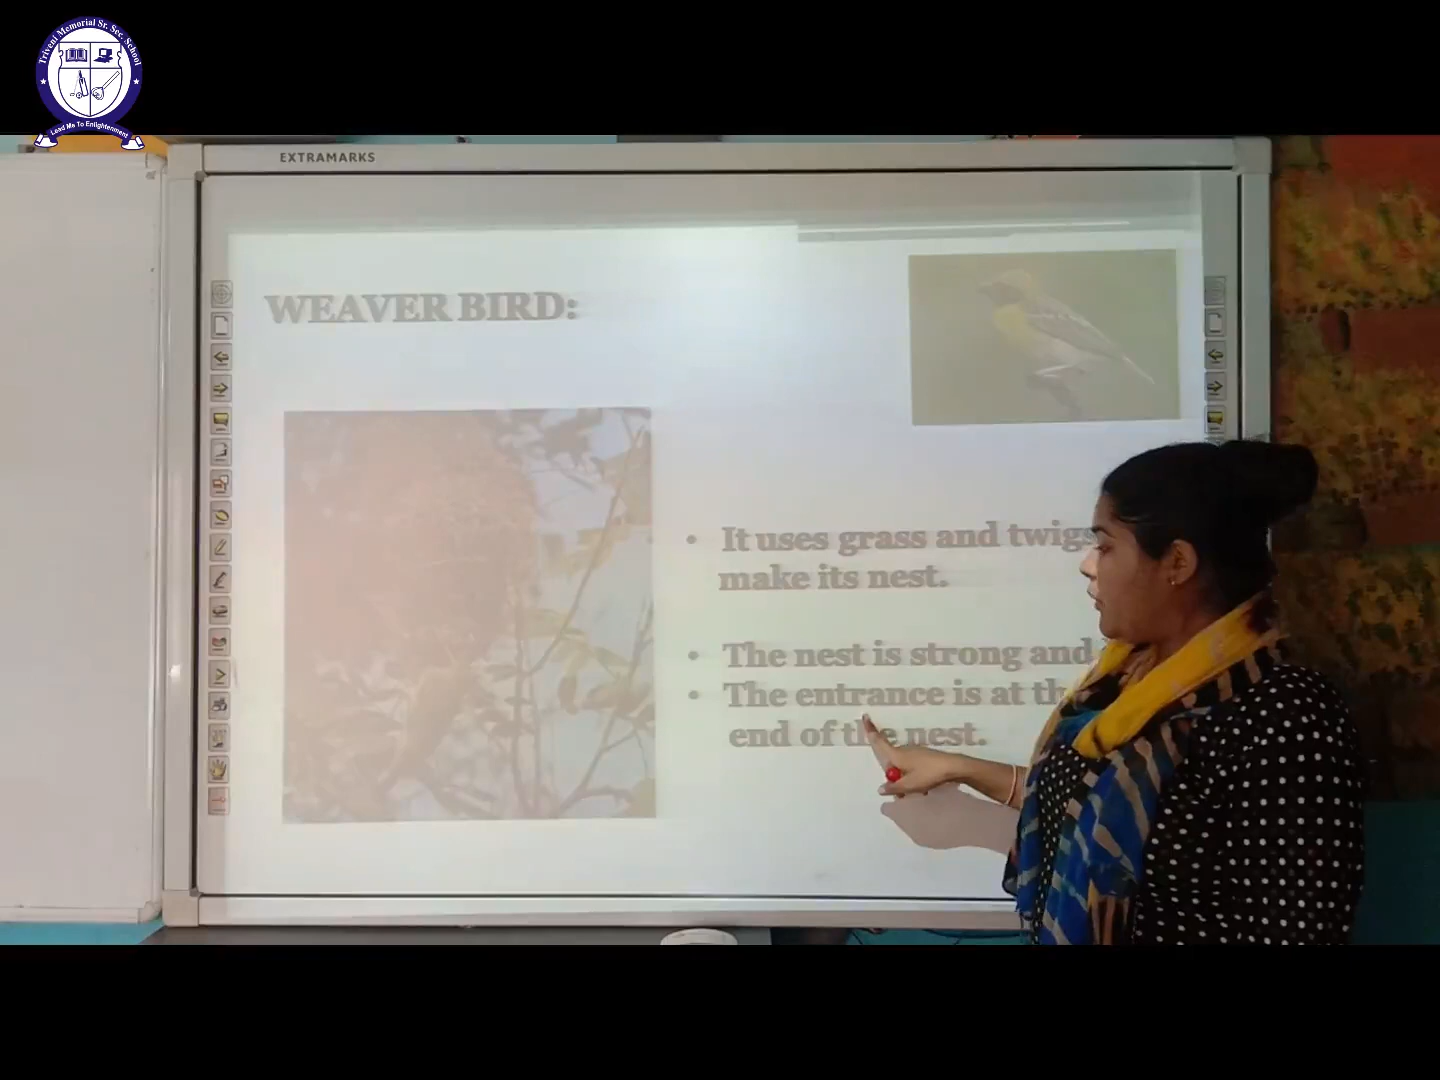 Triveni Memorial Sr. Sec. School
Lead Me To Enlightenment
EXTRAMARKS
WEAVER BIRD:
• It uses grass and twigs
make its nest.
• The nest is strong and
• The entrance is at
end of the nest.